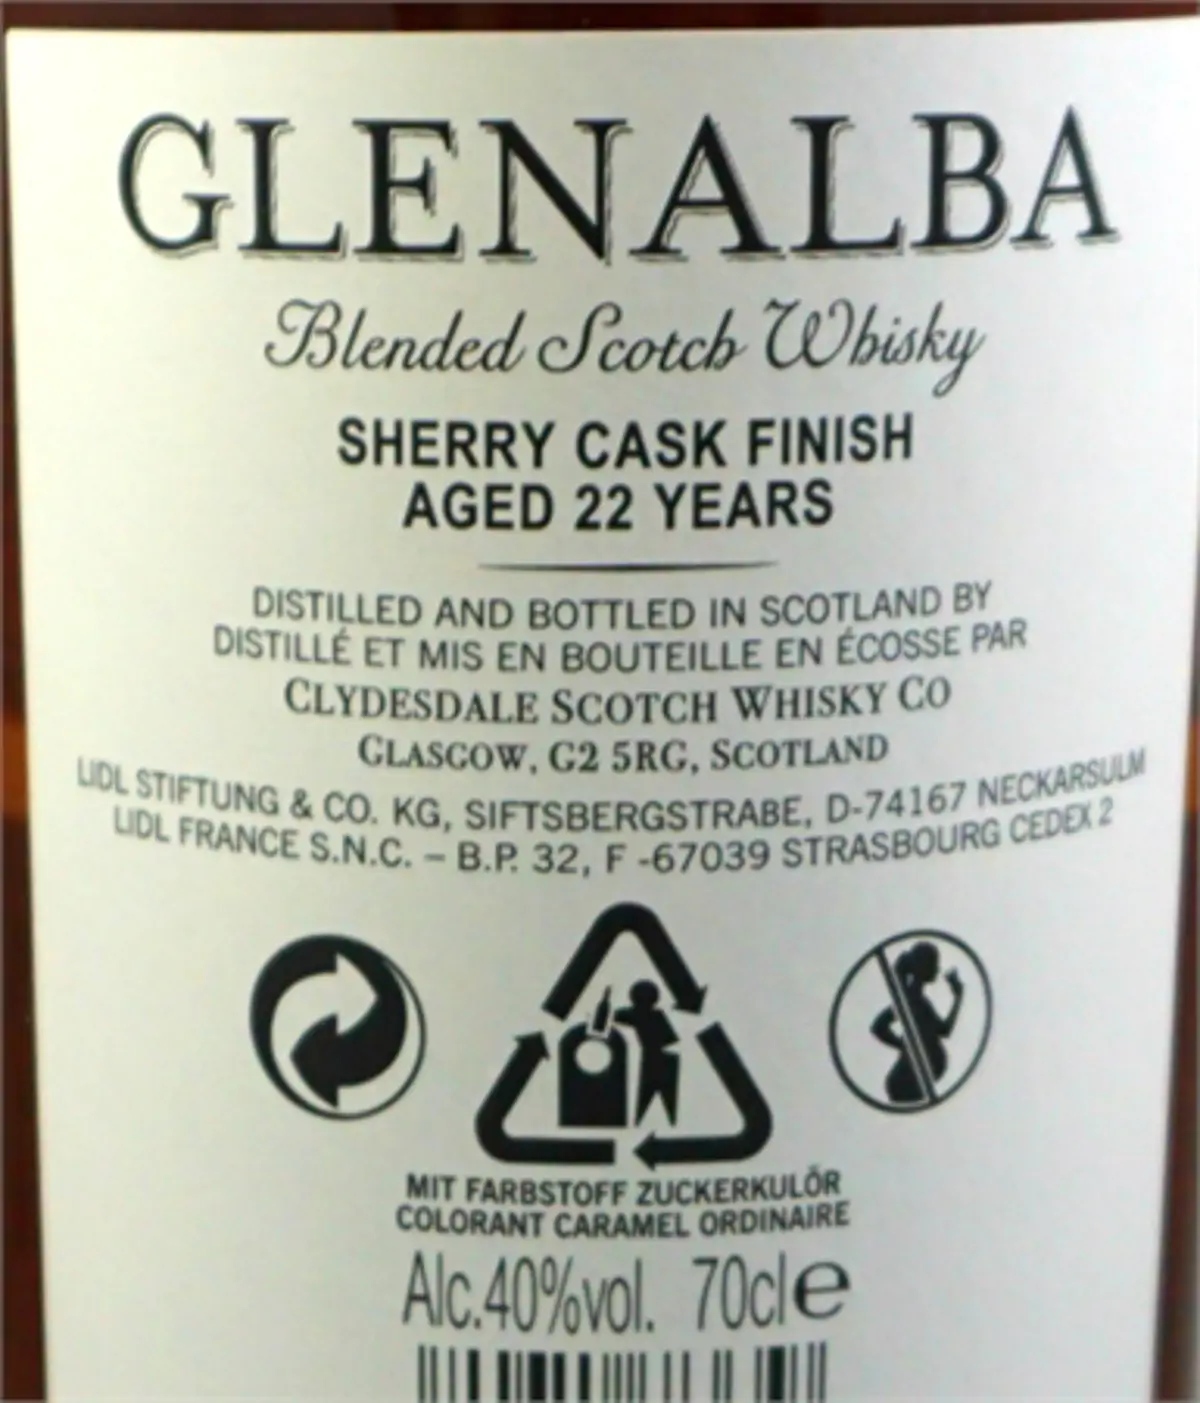 GLENALBA
Blended Scotch Whisky
SHERRY CASK FINISH
AGED 22 YEARS
DISTILLED AND BOTTLED IN SCOTLAND BY
DISTILLÉ ET MIS EN BOUTEILLE EN ÉCOSSE PAR
CLYDESDALE SCOTCH WHISKY CO
GLASCOW, G2 5RG, SCOTLAND
LIDL STIFTUNG & CO. KG, SIFTSBERGSTRABE, D-74167 NECKARSULM
LIDL FRANCE S.N.C. – B.P. 32, F -67039 STRASBOURG CEDEX 2
MIT FARBSTOFF ZUCKERKULÖR
COLORANT CARAMEL ORDINAIRE
Alc.40%vol. 70cl e